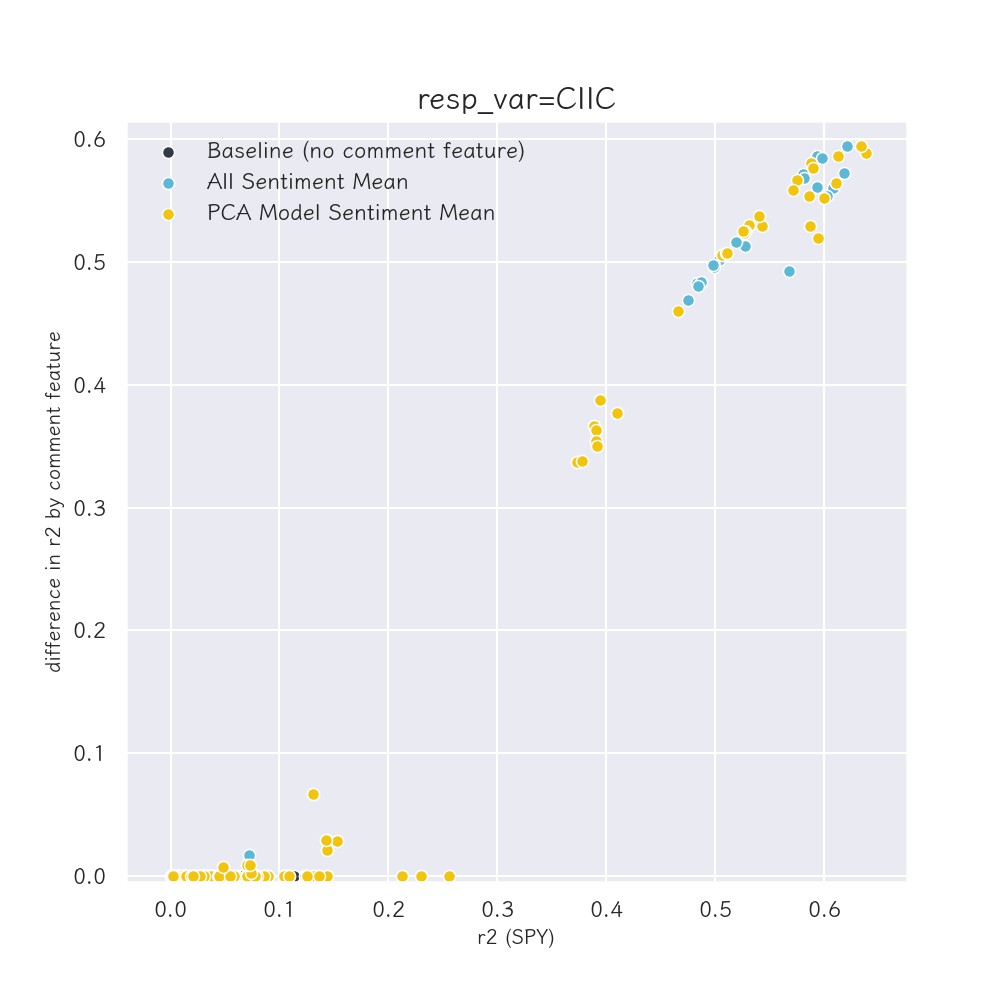 resp_var=CIIC
0.6
0.5
0.4
0.3
0.2
0.1
0.0
difference in r2 by comment feature
Baseline (no comment feature)
All Sentiment Mean
PCA Model Sentiment Mean
0.0 0.1 0.2 0.3 0.4 0.5 0.6
r2 (SPY)